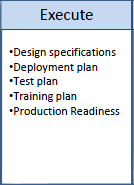 Execute
•Design specifications
•Deployment plan
•Test plan
•Training plan
•Production Readiness